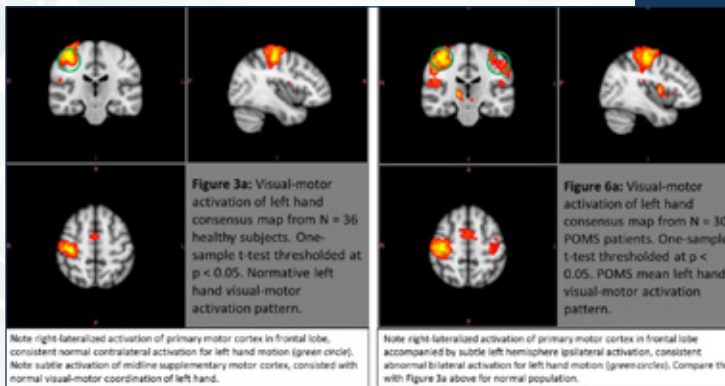 Figure 3a: Visual-motor
activation of left hand
consensus map from N = 36
healthy subjects. One-
sample t-test thresholded at
p < 0.05. Normative left
hand visual-motor
activation pattern.
Note right-lateralized activation of primary motor cortex in frontal lobe,
consistent normal contralateral activation for left hand motion (green circle).
Note subtle activation of midline supplementary motor cortex, consisted with
normal visual-motor coordination of left hand.
Figure 6a: Visual-motor
activation of left hand
consensus map from N = 30
POMS patients. One-sample
t-test thresholded at p <
0.05. POMS mean left hand
visual-motor activation
pattern.
Note right-lateralized activation of primary motor cortex in frontal lobe
accompanied by subtle left hemisphere ipsilateral activation, consistent
abnormal bilateral activation for left hand motion (green circles). Compare
with Figure 3a above for normal population.